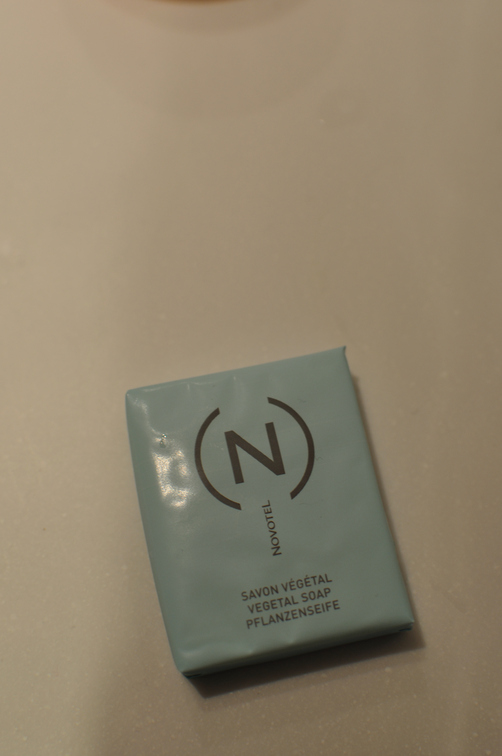 N
NOVOTEL
SAVON VÉGÉTAL
VEGETAL SOAP
PFLANZENSEIFE